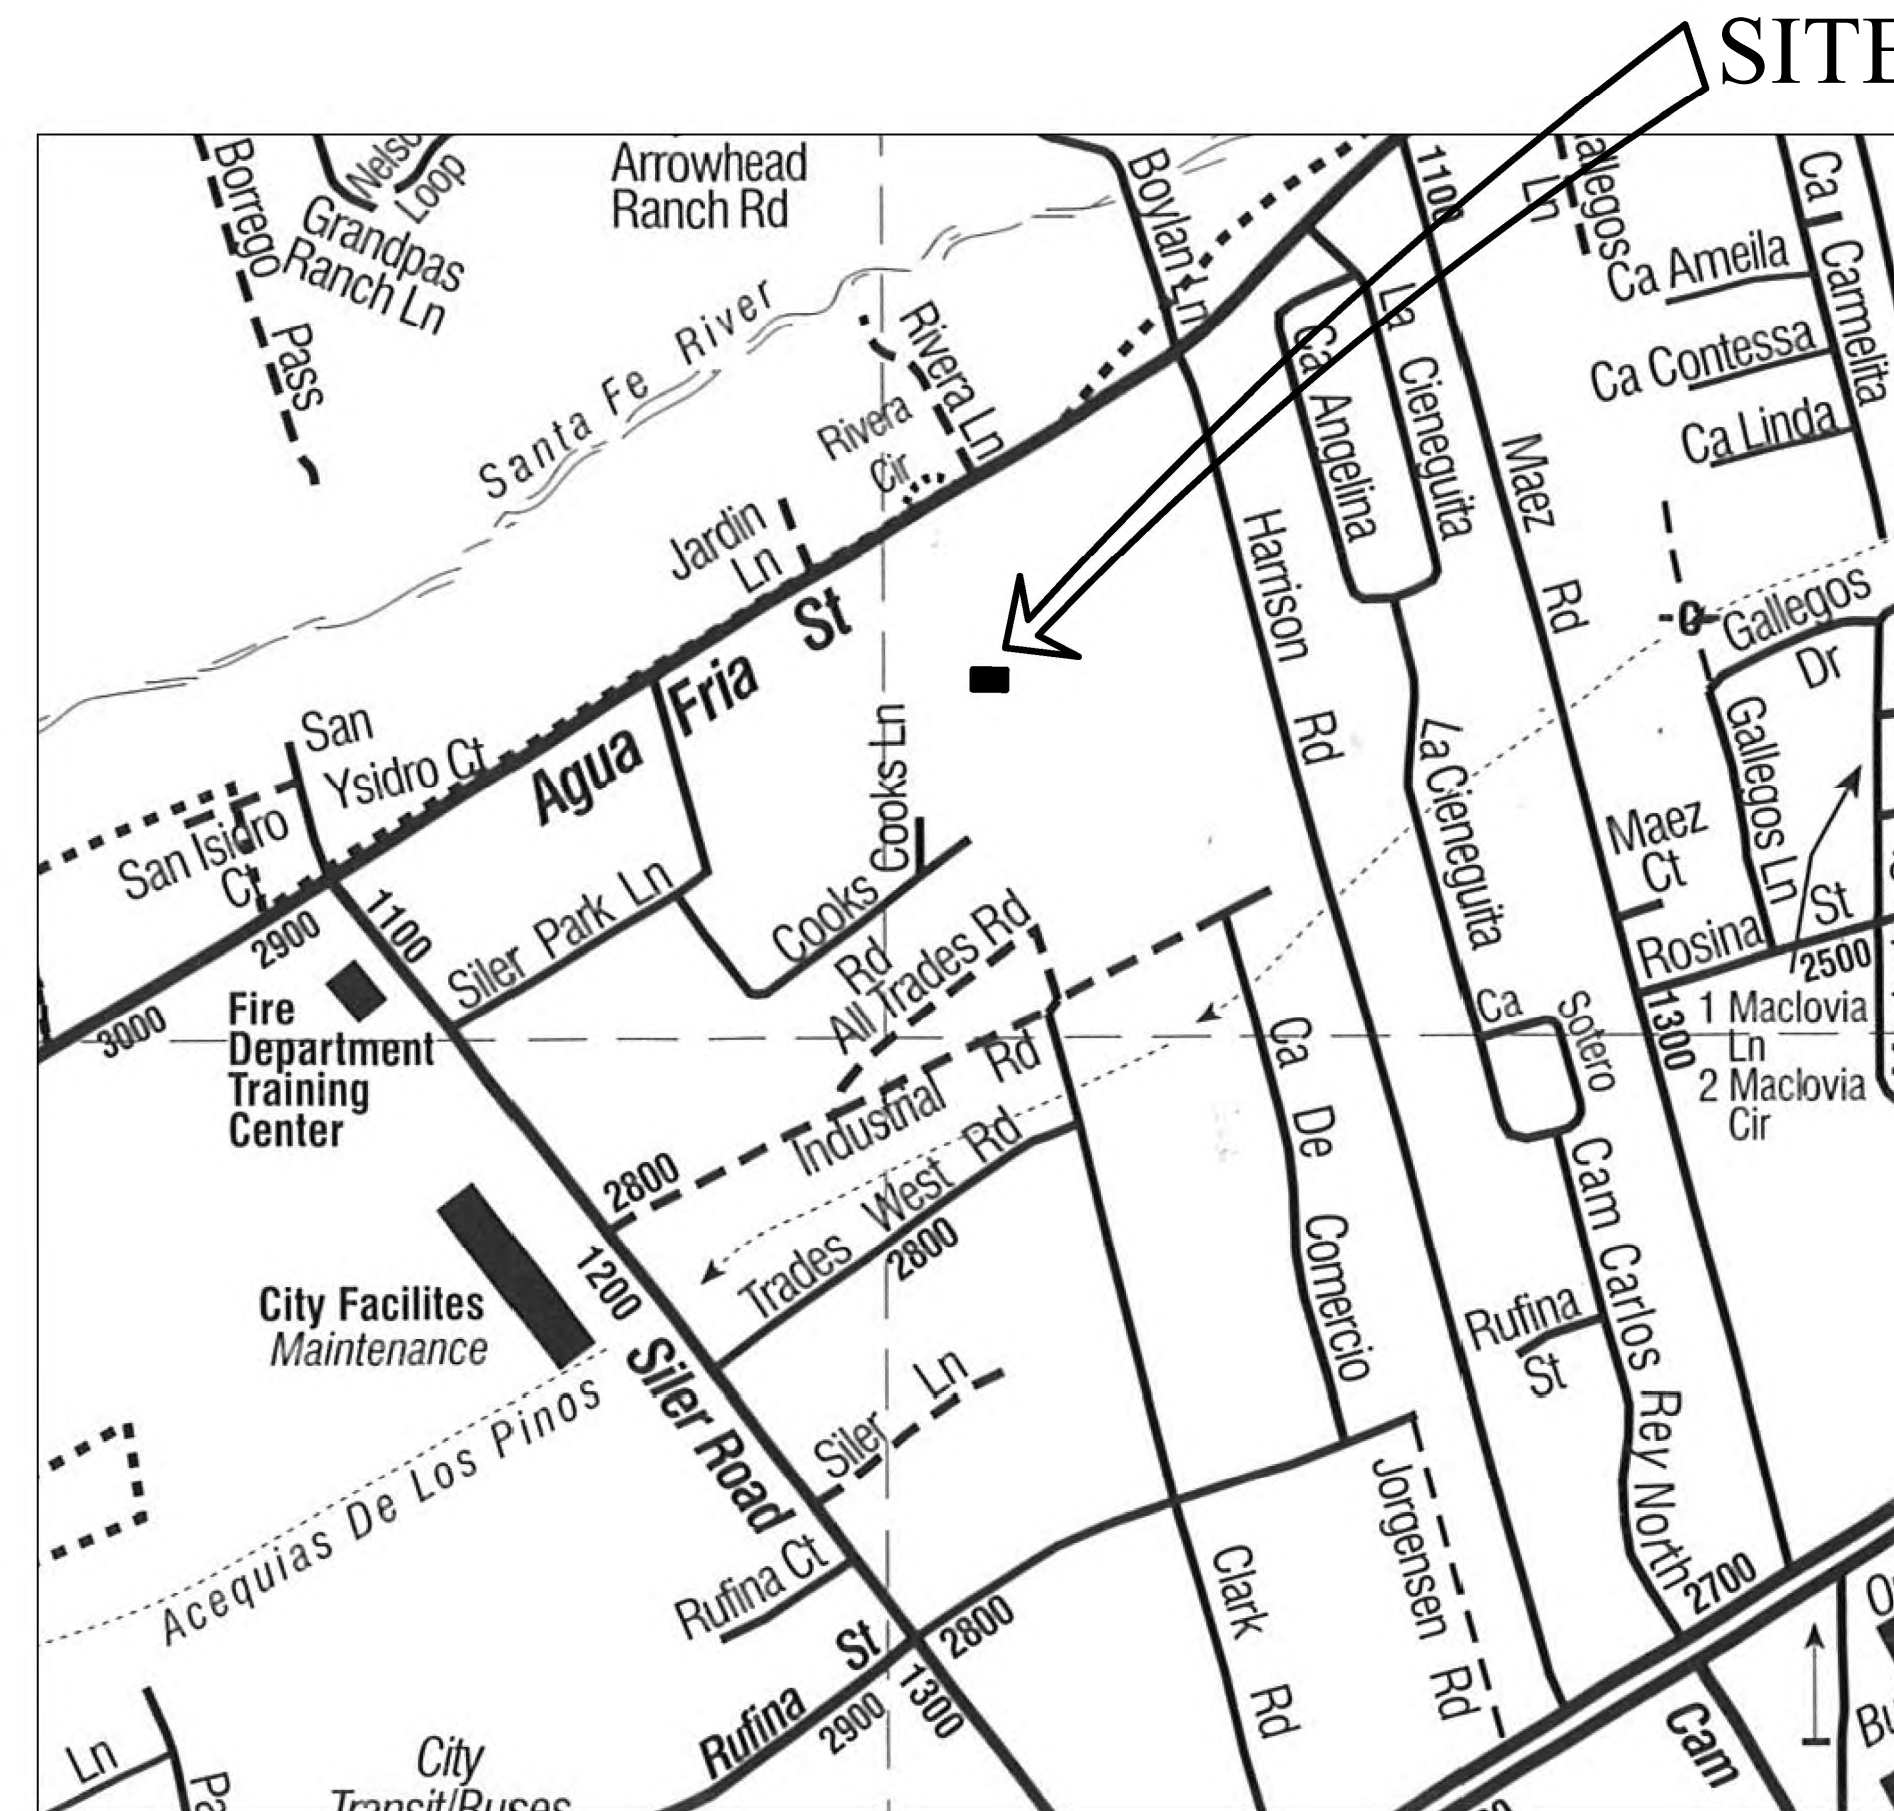 SITE
Borrego
Pass
Loop
Grandpas
Ranch Ln
Arrowhead
Ranch Rd
Boylan Ln
1100
Ln
Ca
Carmelita
Ca Ameila
Ca Contessa
Ca Linda
Santa Fe River
Rivera Ln
Rivera
Cir
Jardin
Ln
Agua Fria St
La Cieneguita
Ca Angelina
Maez Rd
Harrison Rd
Gallegos
Dr
Gallegos Ln
San
Ysidro Ct
San Isidro
Ct
Cooks Ln
La Cieneguita
Maez
Ct
Rosina St
2500
2900
1100
3000
Siler Park Ln
Cooks
Rd
All Trades Rd
Fire
Department
Training
Center
Industrial Rd
2800
Ca De Comercio
Ca Sotero
1300
1 Maclovia
Ln
2 Maclovia
Cir
Trades West Rd
2800
City Facilites
Maintenance
1200
Siler Road
Siler Ln
Rufina
St
Cam Carlos Rey North
Acequias De Los Pinos
Jorgensen Rd
Clark Rd
Rufina Ct
Rufina St
2800
2900
1300
2700
Cam
Ln
City
Transit/Buses